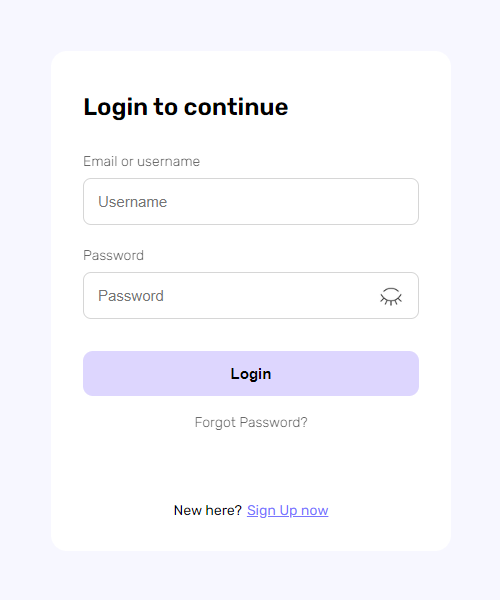 Login to continue
Email or username
Username
Password
Password
Login
Forgot Password?
New here? Sign Up now